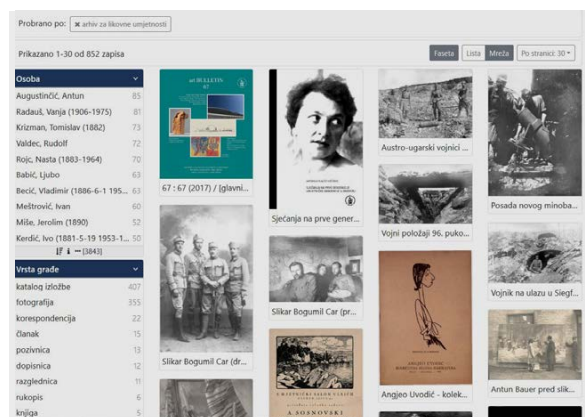 Probrano po: × arhiv za likovne umjetnosti
Prikazano 1-30 od 852 zapisa
Faseta Lista Mreža Po stranici: 30
Osoba
Augustinčić, Antun 85
Radauš, Vanja (1906-1975) 81
Krizman, Tomislav (1882) 73
Valdec, Rudolf 72
Rojc, Nasta (1883-1964) 70
Babić, Ljubo 63
Becić, Vladimir (1886-6-1 195... 63
Meštrović, Ivan 60
Miše, Jerolim (1890) 52
Kerdić, Ivo (1881-5-19 1953-1... 50
[3843]
Vrsta građe
katalog izložbe 407
fotografija 355
korespondencija 22
članak 15
pozivnica 13
dopisnica 12
razglednica 11
rukopis 6
knjiga 5
art BULLETIN
67
67 : 67 (2017) / [glavni...
Slikar Bogumil Car (dr...
Sjećanja na prve gener...
Slikar Bogumil Car (pr...
A. SOSNOVSKI
Austro-ugarski vojnici ...
Vojni položaji 96. puko...
Angjeo Uvodić - kolek...
Posada novog minoba...
Vojnik na ulazu u Siegf...
Antun Bauer pred slik...